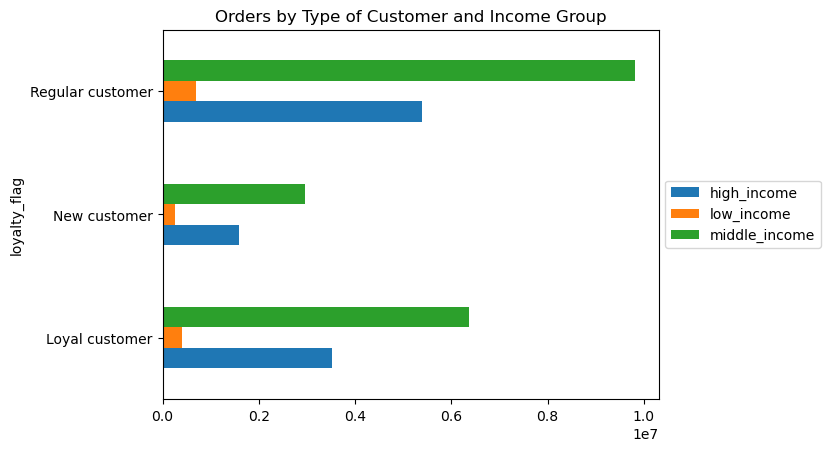 Orders by Type of Customer and Income Group
loyalty_flag
Regular customer
New customer
Loyal customer
0.0 0.2 0.4 0.6 0.8 1.0
1e7
high_income
low_income
middle_income